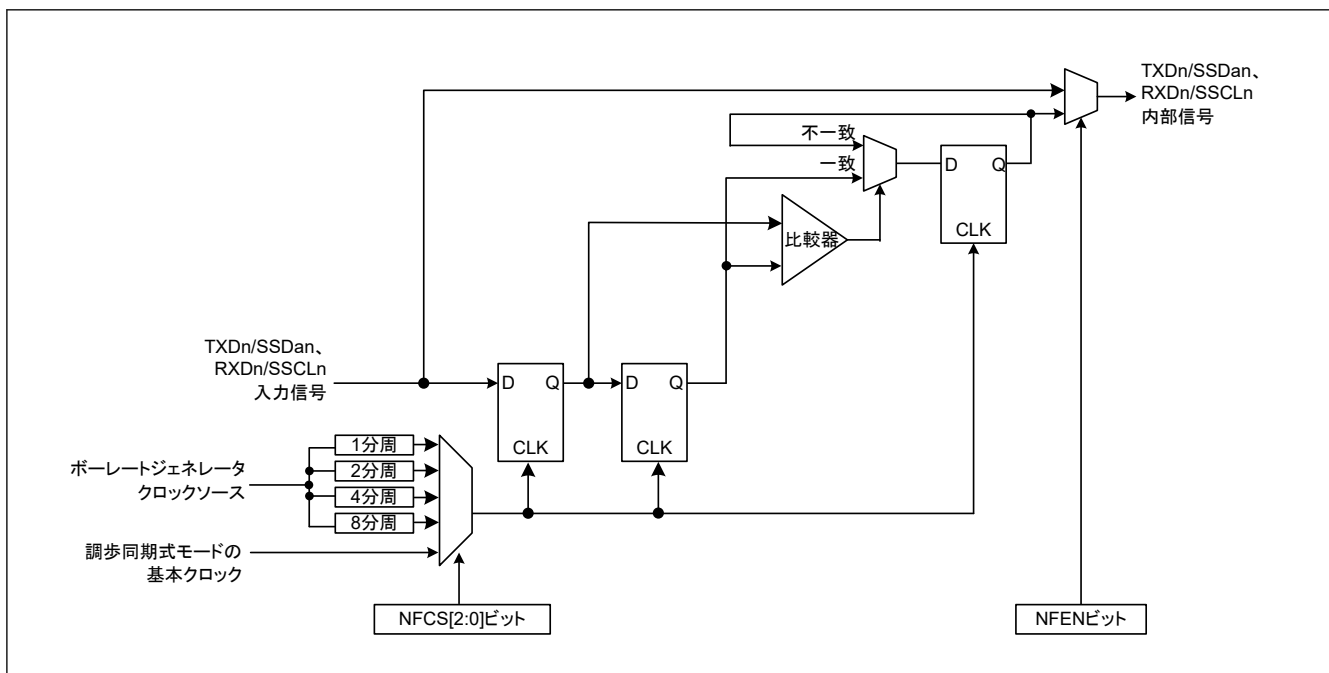 TXDn/SSDan、
RXDn/SSCLn
内部信号
不一致
一致
D
Q
CLK
比較器
TXDn/SSDan、
RXDn/SSCLn
入力信号
D
Q
CLK
D
Q
CLK
ボーレートジェネレータ
クロックソース
1分周
2分周
4分周
8分周
調歩同期式モードの
基本クロック
NFCS[2:0]ビット
NFENビット